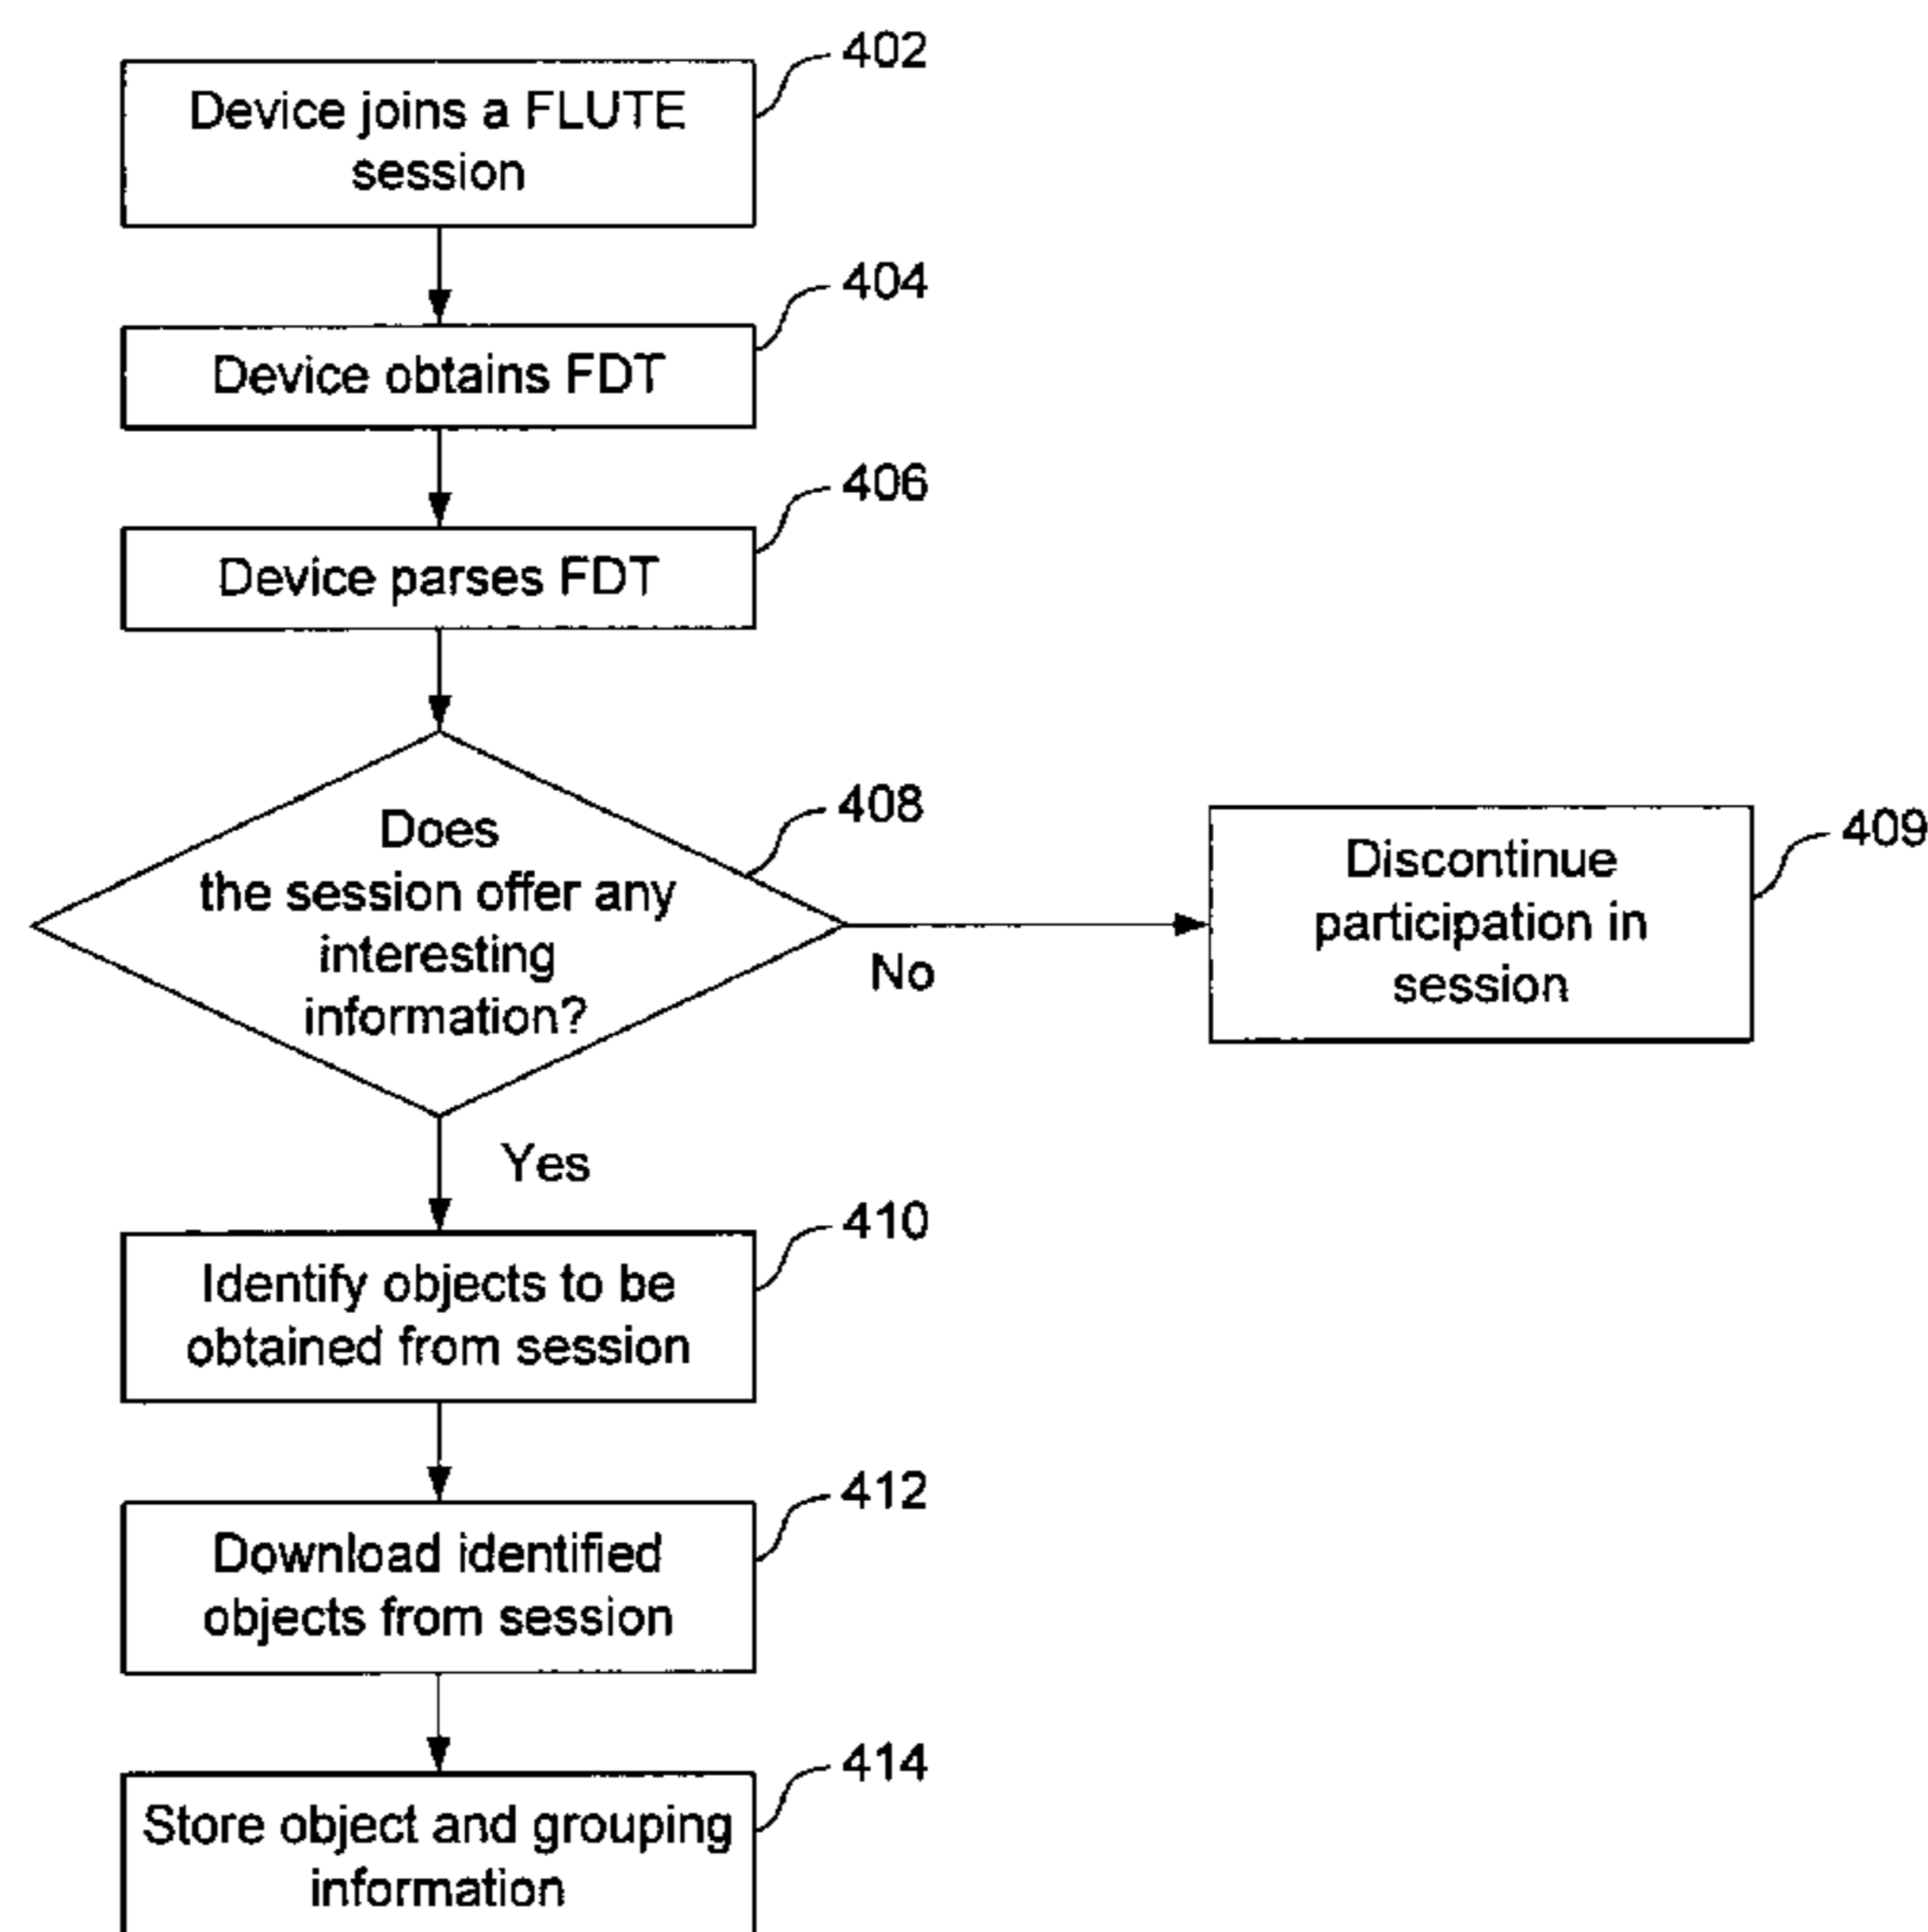 402
Device joins a FLUTE
session
404
Device obtains FDT
406
Device parses FDT
408
Does
the session offer any
interesting
information?
409
Discontinue
participation in
session
No
Yes
410
Identify objects to be
obtained from session
412
Download identified
objects from session
414
Store object and grouping
information